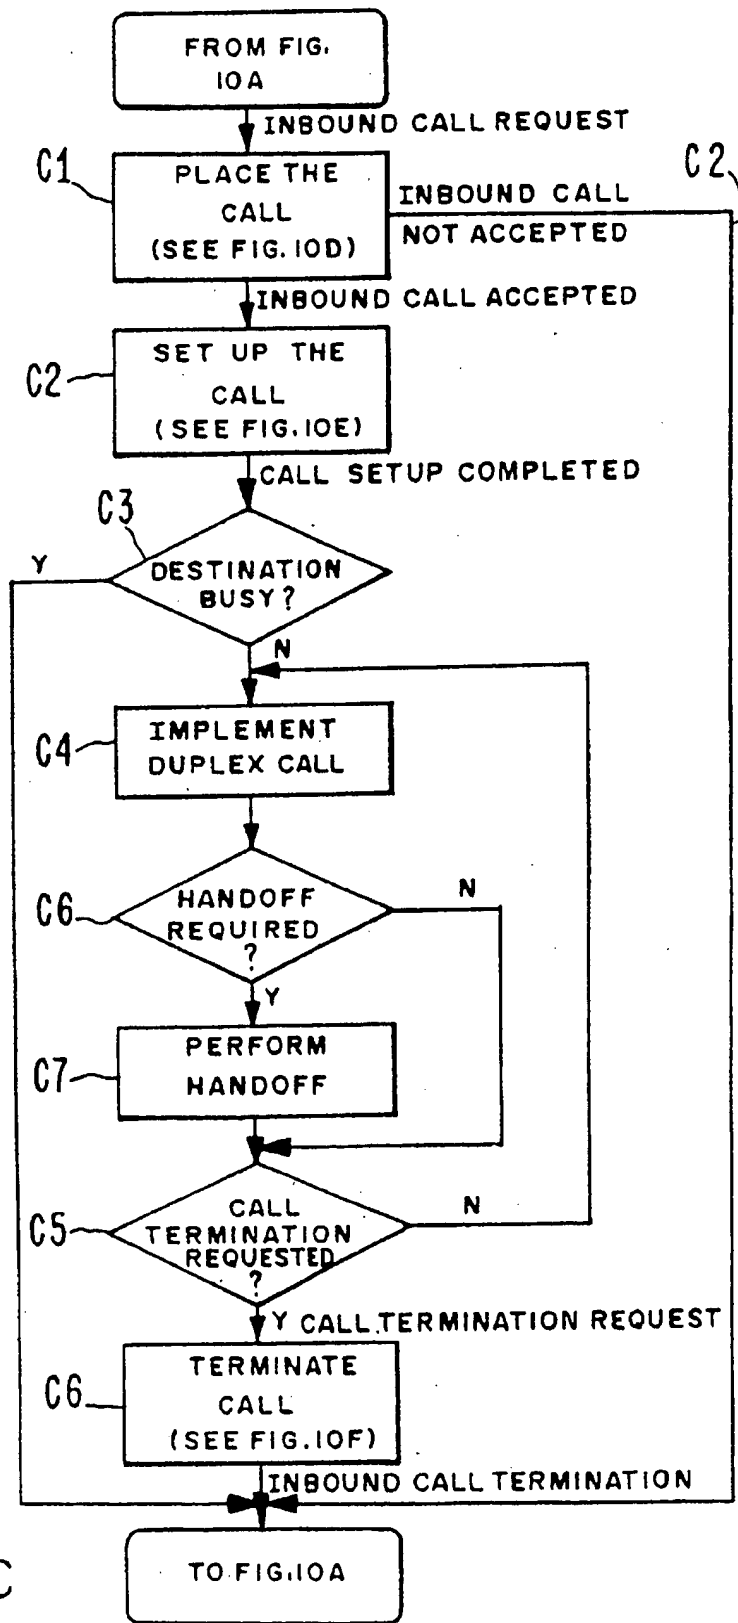 FROM FIG.
10A
INBOUND CALL REQUEST
C1
PLACE THE
CALL
(SEE FIG.10D)
INBOUND CALL
NOT ACCEPTED
C2
INBOUND CALL ACCEPTED
C2
SET UP THE
CALL
(SEE FIG.10E)
CALL SETUP COMPLETED
C3
Y
DESTINATION
BUSY?
N
C4
IMPLEMENT
DUPLEX CALL
C6
HANDOFF
REQUIRED
?
N
Y
C7
PERFORM
HANDOFF
C5
CALL
TERMINATION
REQUESTED
?
N
Y CALL TERMINATION REQUEST
C6
TERMINATE
CALL
(SEE FIG.10F)
INBOUND CALL TERMINATION
TO FIG.10A
C